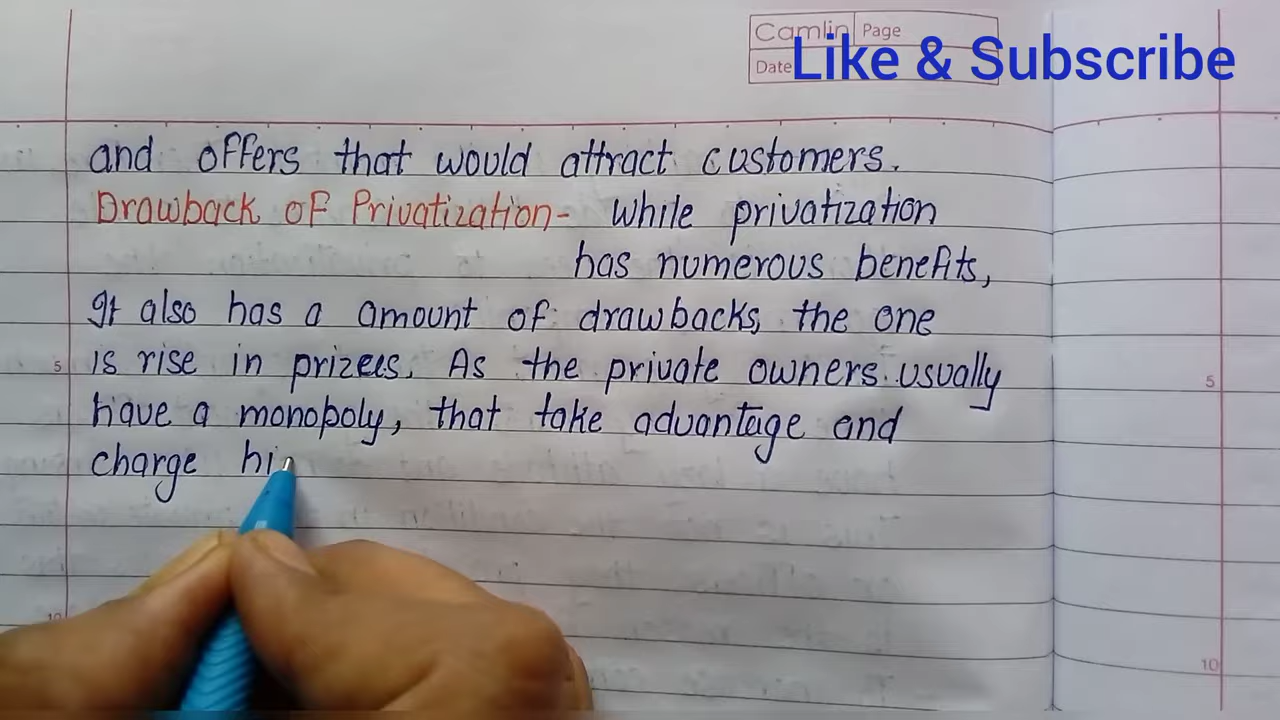 Camlin Page
Date
Like & Subscribe
and offers that would attract customers.
Drawback of Privatization- While privatization
has numerous benefits,
It also has a amount of drawbacks, the one
is rise in prizees. As the private owners usually
have a monopoly, that take advantage and
charge hi
5
5
10
10